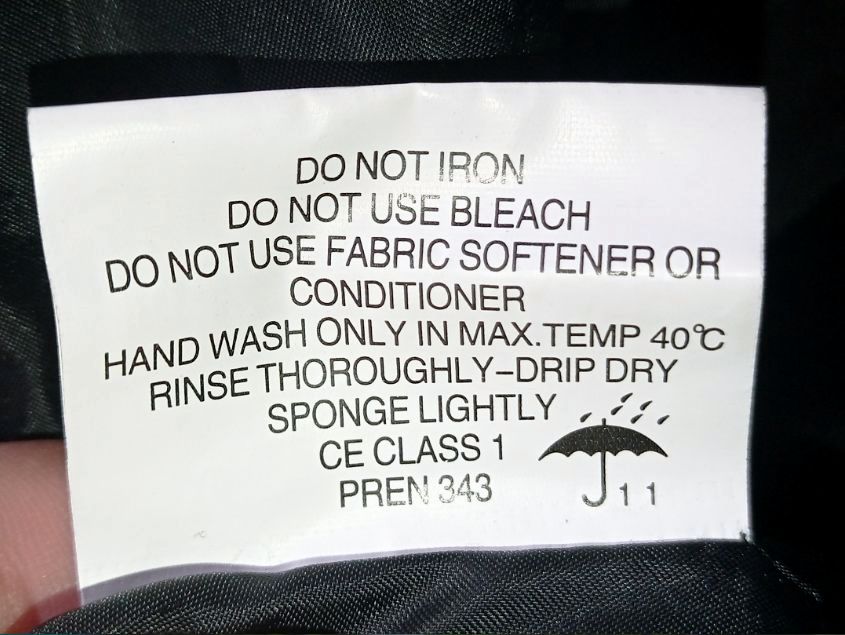 DO NOT IRON
DO NOT USE BLEACH
DO NOT USE FABRIC SOFTENER OR
CONDITIONER
HAND WASH ONLY IN MAX.TEMP 40℃
RINSE THOROUGHLY–DRIP DRY
SPONGE LIGHTLY
CE CLASS 1
PREN 343
1 1